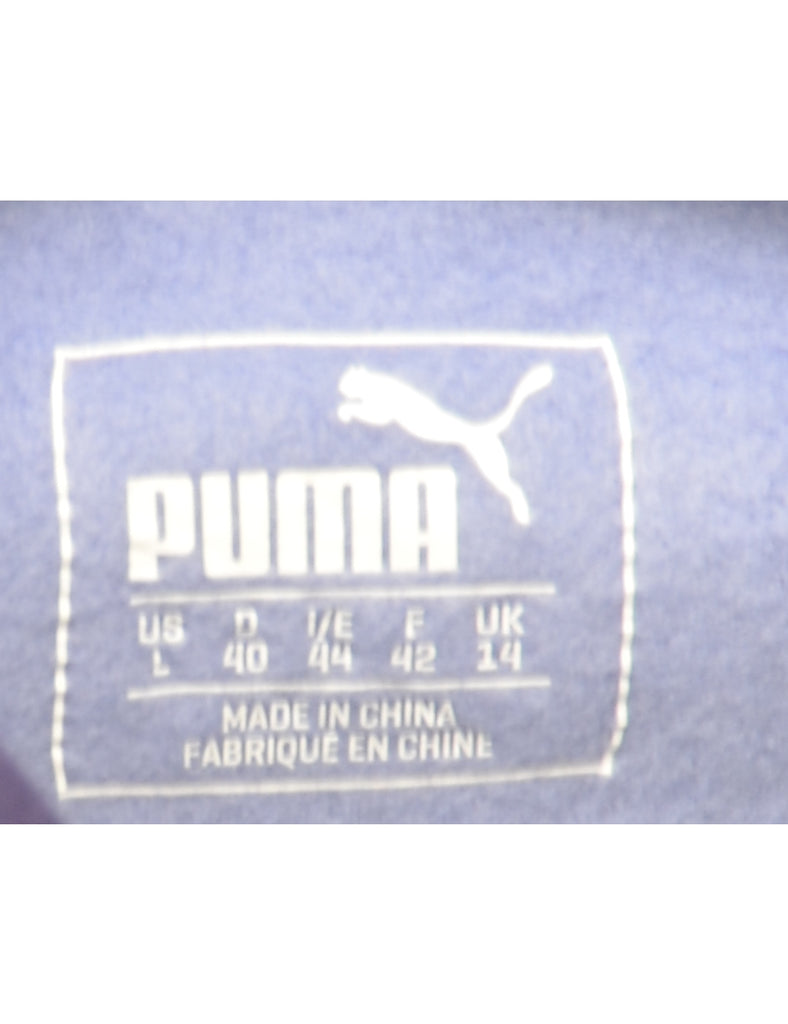 PUMA
US D I/E F UK
L 40 44 42 14
MADE IN CHINA
FABRIQUÉ EN CHINE